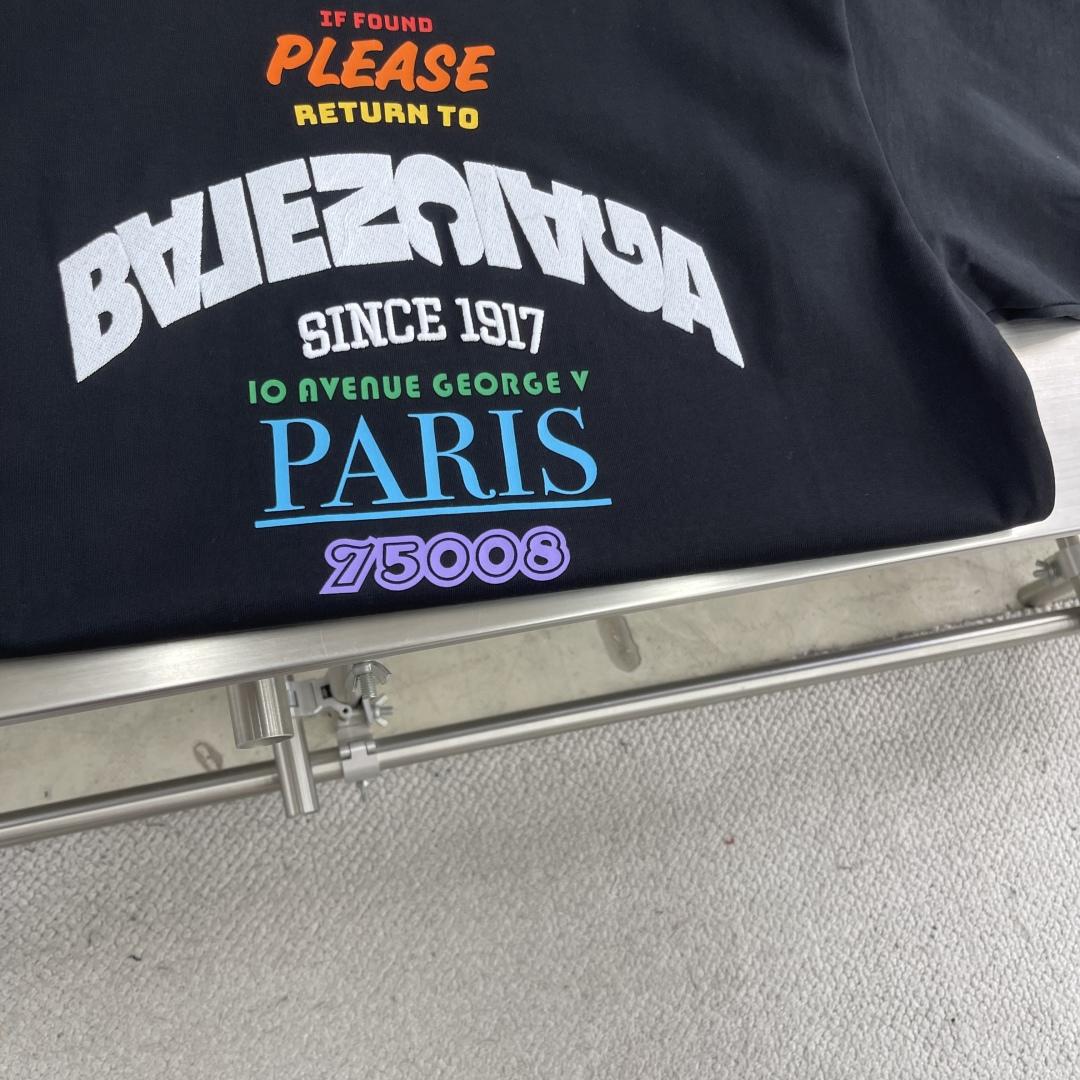 IF FOUND
PLEASE
RETURN TO
BALENCIAGA
SINCE 1917
10 AVENUE GEORGE V
PARIS
75008